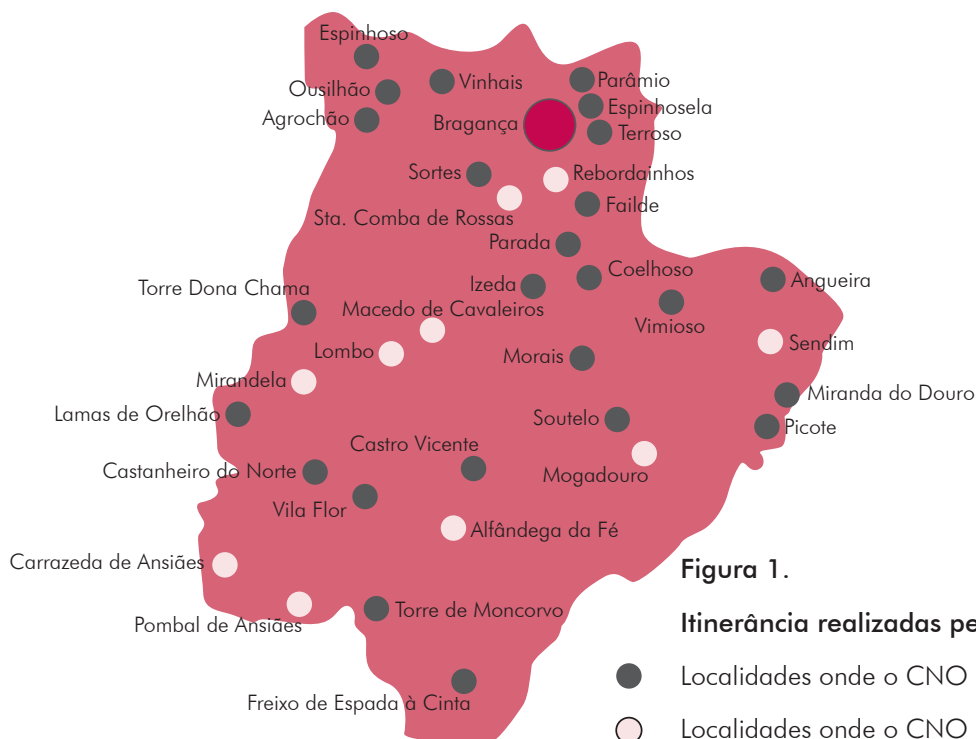 Espinhoso
Vinhais
Parâmio
Ousilhão
Espinhosela
Agrochão
Bragança
Terroso
Sortes
Rebordainhos
Failde
Sta. Comba de Rossas
Parada
Coelhoso
Izeda
Angueira
Torre Dona Chama
Macedo de Cavaleiros
Vimioso
Sendim
Lombo
Morais
Mirandela
Miranda do Douro
Lamas de Orelhão
Soutelo
Picote
Castro Vicente
Castanheiro do Norte
Mogadouro
Vila Flor
Alfândega da Fé
Carrazeda de Ansiães
Pombal de Ansiães
Torre de Moncorvo
Freixo de Espada à Cinta
Figura 1.
Itinerância realizadas pe
Localidades onde o CNO
Localidades onde o CNO